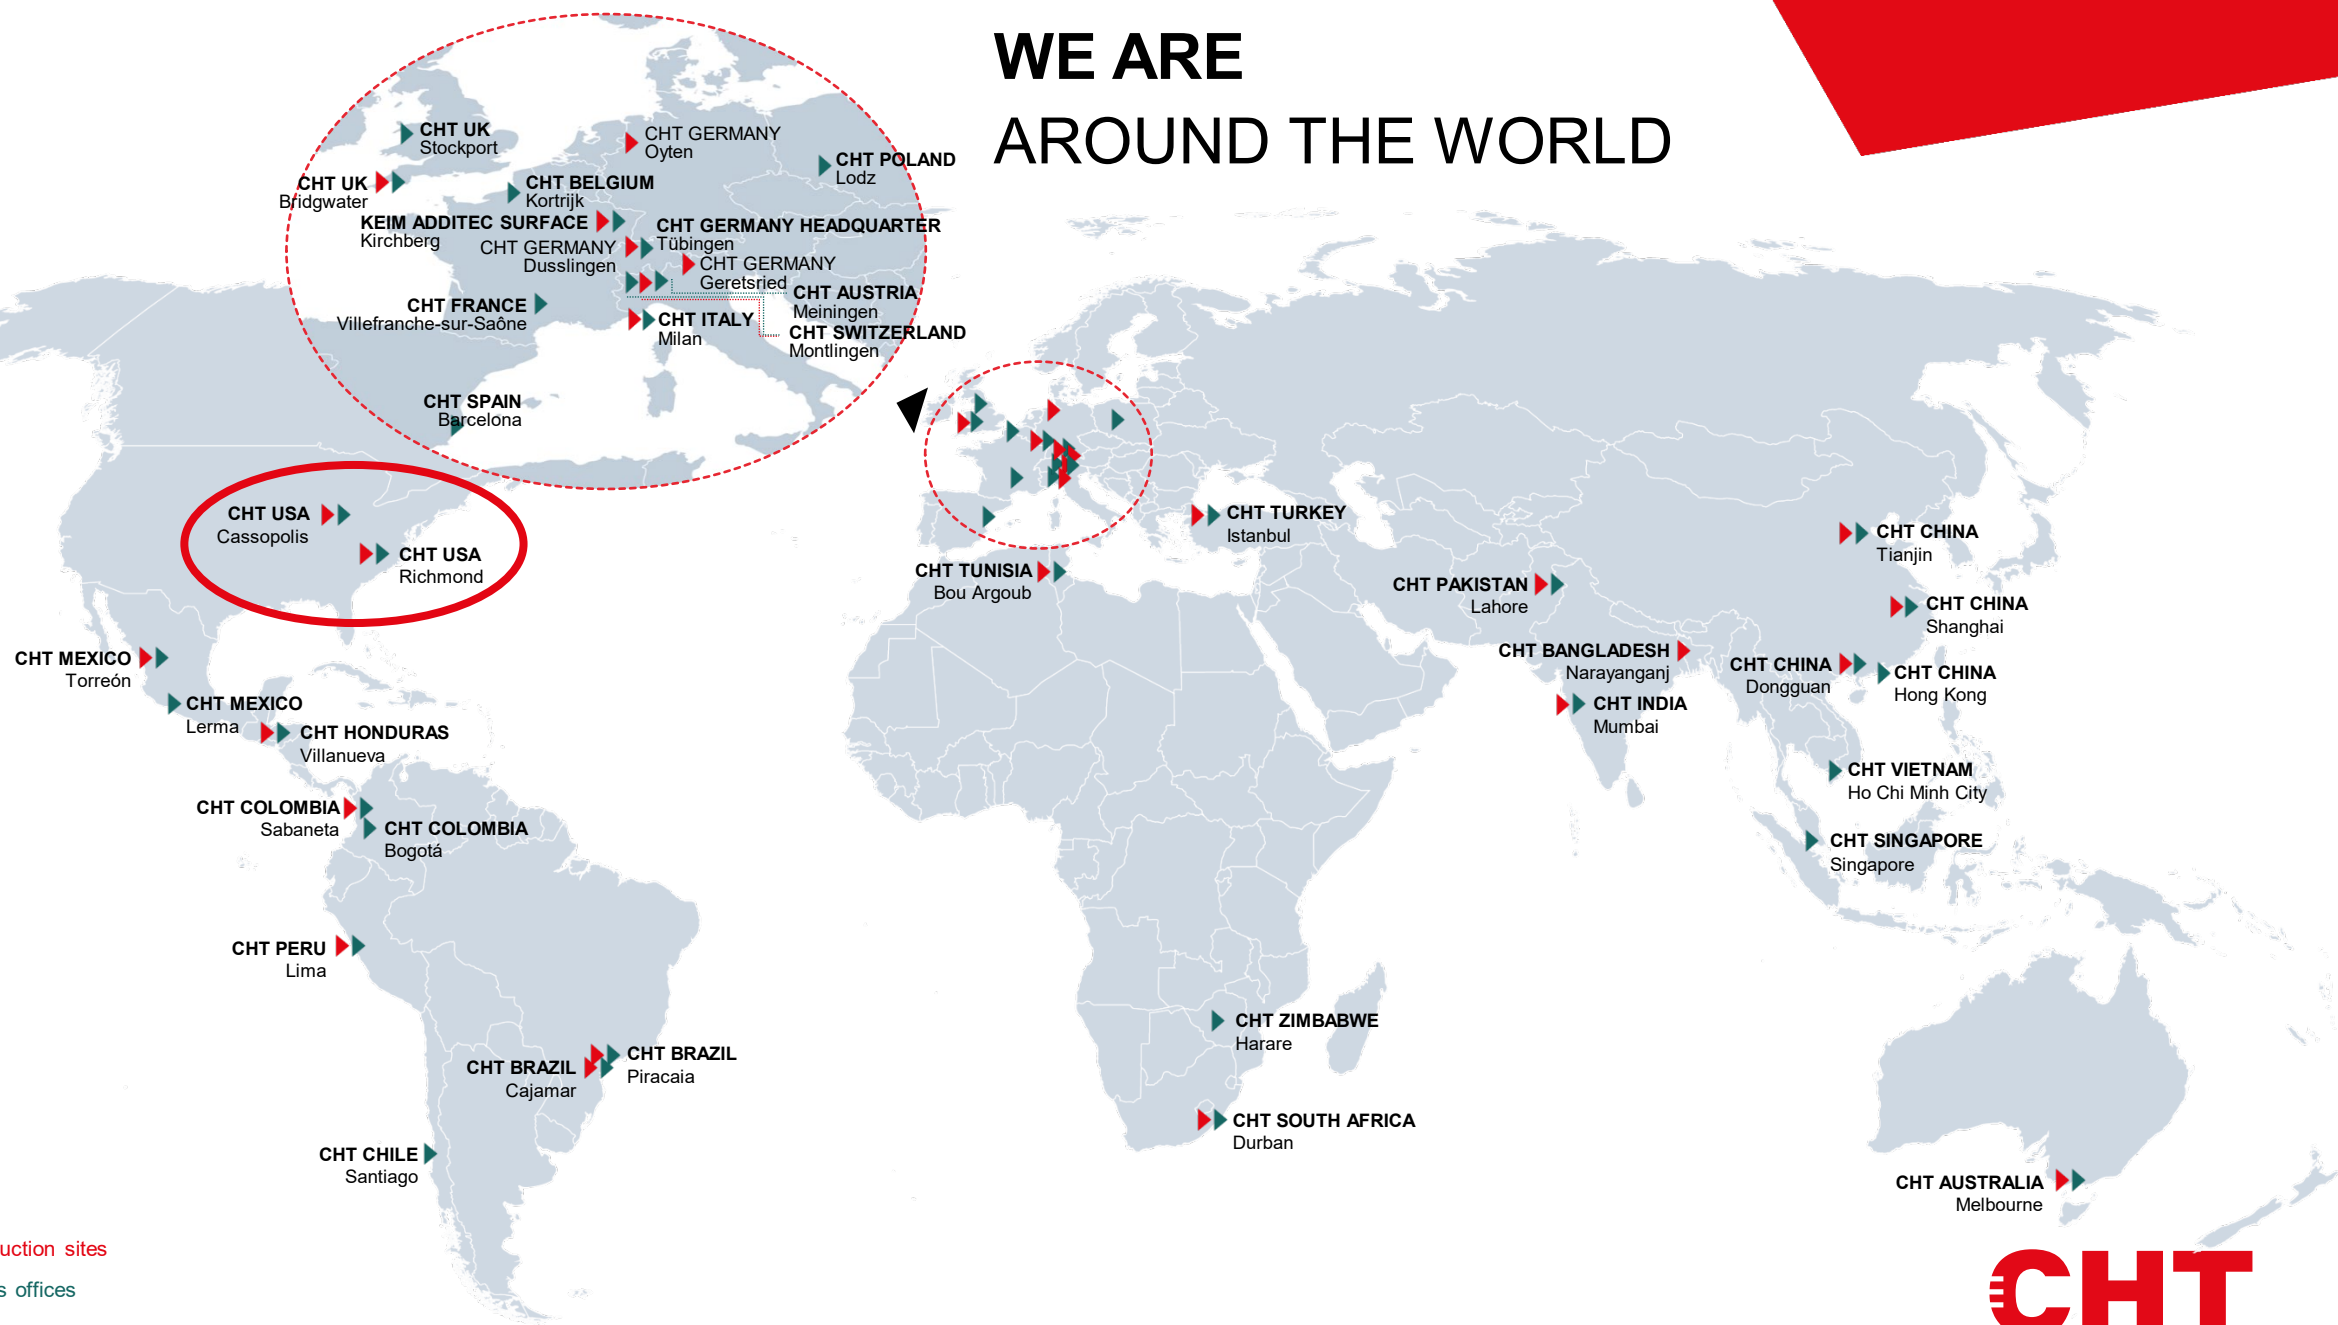 WE ARE
AROUND THE WORLD
CHT UK
Stockport
CHT GERMANY
Oyten
CHT POLAND
Lodz
CHT UK
Bridgwater
CHT BELGIUM
Kortrijk
KEIM ADDITEC SURFACE
Kirchberg
CHT GERMANY HEADQUARTER
Tübingen
CHT GERMANY
Dusslingen
CHT GERMANY
Geretsried
CHT AUSTRIA
Meiningen
CHT FRANCE
Villefranche-sur-Saône
CHT ITALY
Milan
CHT SWITZERLAND
Montlingen
CHT SPAIN
Barcelona
CHT USA
Cassopolis
CHT USA
Richmond
CHT TURKEY
Istanbul
CHT CHINA
Tianjin
CHT TUNISIA
Bou Argoub
CHT PAKISTAN
Lahore
CHT CHINA
Shanghai
CHT MEXICO
Torreón
CHT BANGLADESH
Narayanganj
CHT CHINA
Dongguan
CHT CHINA
Hong Kong
CHT MEXICO
Lerma
CHT INDIA
Mumbai
CHT HONDURAS
Villanueva
CHT VIETNAM
Ho Chi Minh City
CHT COLOMBIA
Sabaneta
CHT COLOMBIA
Bogotá
CHT SINGAPORE
Singapore
CHT PERU
Lima
CHT ZIMBABWE
Harare
CHT BRAZIL
Piracaia
CHT BRAZIL
Cajamar
CHT SOUTH AFRICA
Durban
CHT CHILE
Santiago
CHT AUSTRALIA
Melbourne
uction sites
s offices
CHT